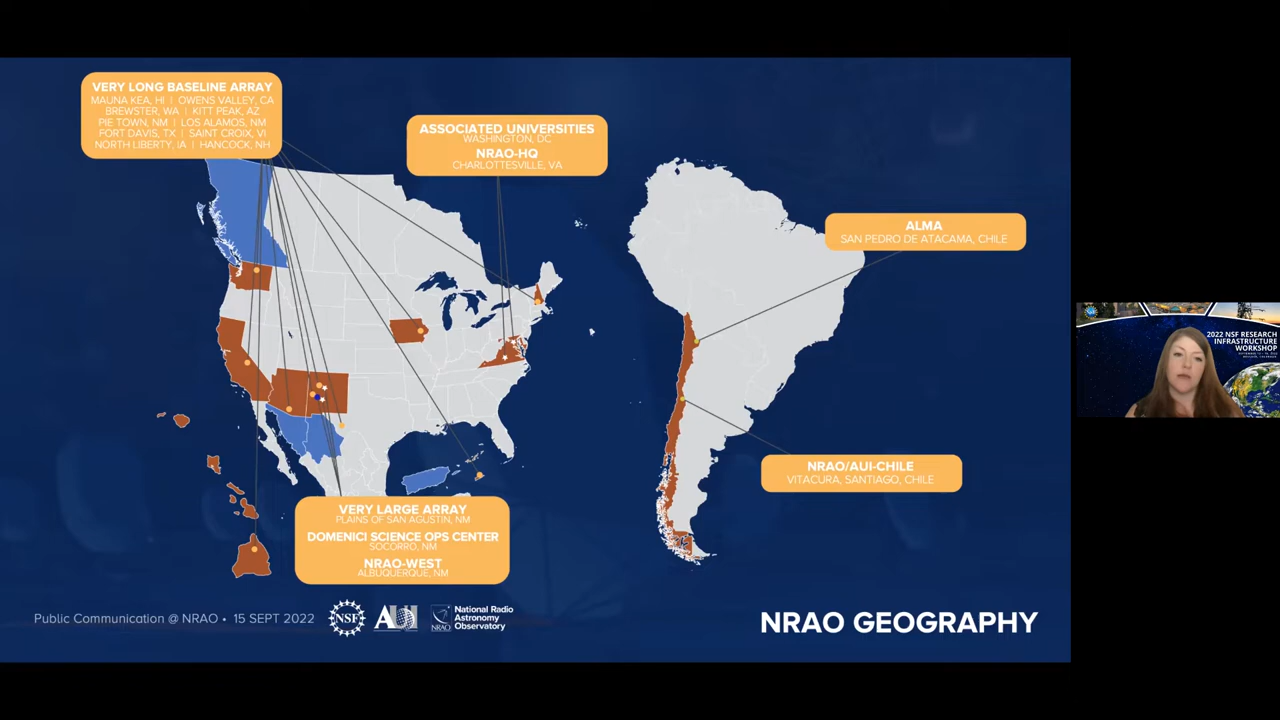 VERY LONG BASELINE ARRAY
MAUNA KEA, HI | OWENS VALLEY, CA
BREWSTER, WA | KITT PEAK, AZ
PIE TOWN, NM | LOS ALAMOS, NM
FORT DAVIS, TX | SAINT CROIX, VI
NORTH LIBERTY, IA | HANCOCK, NH
ASSOCIATED UNIVERSITIES
WASHINGTON, DC
NRAO-HQ
CHARLOTTESVILLE, VA
ALMA
SAN PEDRO DE ATACAMA, CHILE
2022 NSF RESEARCH
INFRASTRUCTURE
WORKSHOP
NRAO/AUI-CHILE
VITACURA, SANTIAGO, CHILE
VERY LARGE ARRAY
PLAINS OF SAN AGUSTIN, NM
DOMENICI SCIENCE OPS CENTER
SOCORRO, NM
NRAO-WEST
ALBUQUERQUE, NM
Public Communication @ NRAO • 15 SEPT 2022
NSF
AUI
NRAO
National Radio
Astronomy
Observatory
NRAO GEOGRAPHY